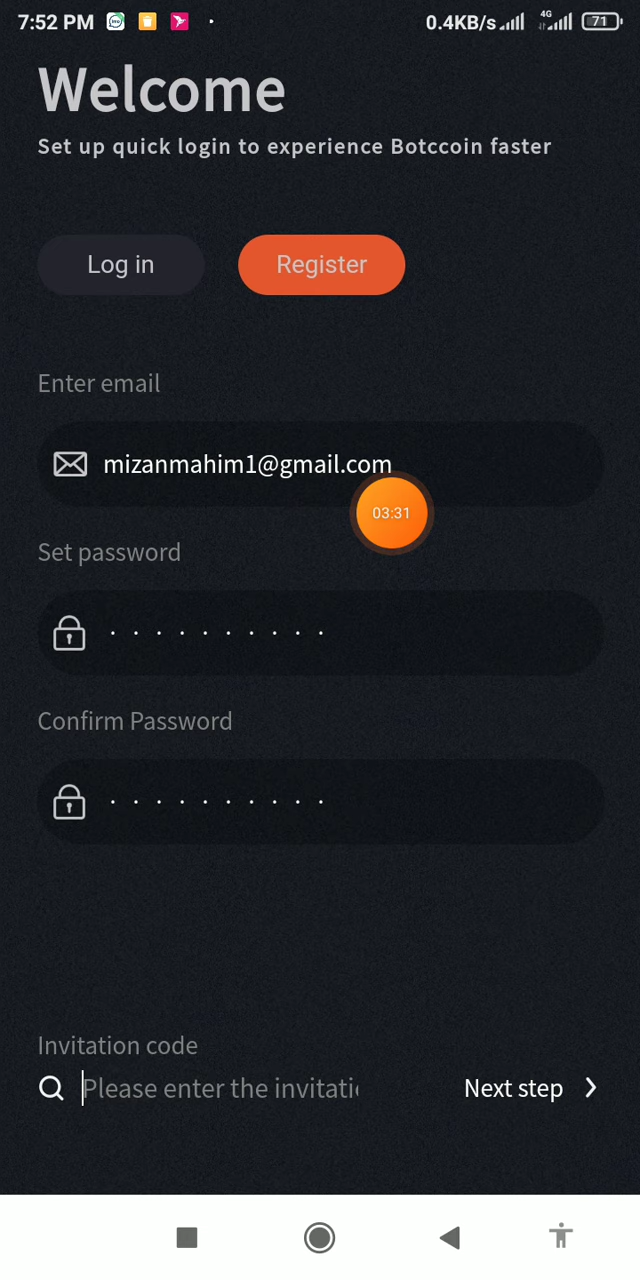 7:52 PM 0.4KB/s 4G 71
Welcome
Set up quick login to experience Botccoin faster
Log in Register
Enter email
mizanmahim1@gmail.com
03:31
Set password
Confirm Password
Invitation code
Please enter the invitati
Next step